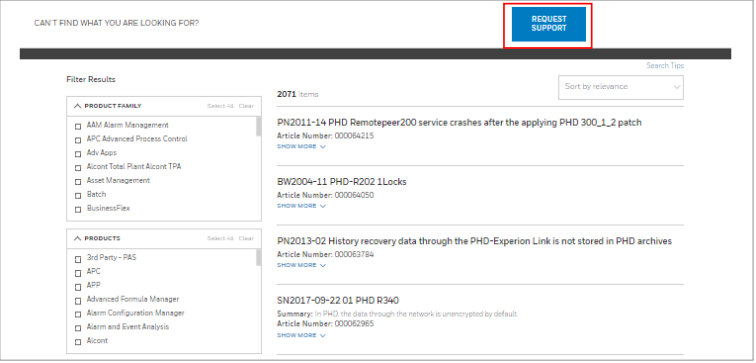 CAN'T FIND WHAT YOU ARE LOOKING FOR?
REQUEST
SUPPORT
Search Tips
Filter Results
2071 Items
Sort by relevance
PRODUCT FAMILY Select All Clear
AAM Alarm Management
APC Advanced Process Control
Adv Apps
Alcont Total Plant Alcont TPA
Asset Management
Batch
BusinessFlex
PRODUCTS Select All Clear
3rd Party - PAS
APC
APP
Advanced Formula Manager
Alarm Configuration Manager
Alarm and Event Analysis
Alcont
PN2011-14 PHD Remotepeer200 service crashes after the applying PHD 300_1_2 patch
Article Number: 000064215
SHOW MORE
BW2004-11 PHD-R202 1Locks
Article Number: 000064050
SHOW MORE
PN2013-02 History recovery data through the PHD-Experion Link is not stored in PHD archives
Article Number: 000063784
SHOW MORE
SN2017-09-22 01 PHD R340
Summary: In PHD, the data through the network is unencrypted by default.
Article Number: 000062965
SHOW MORE